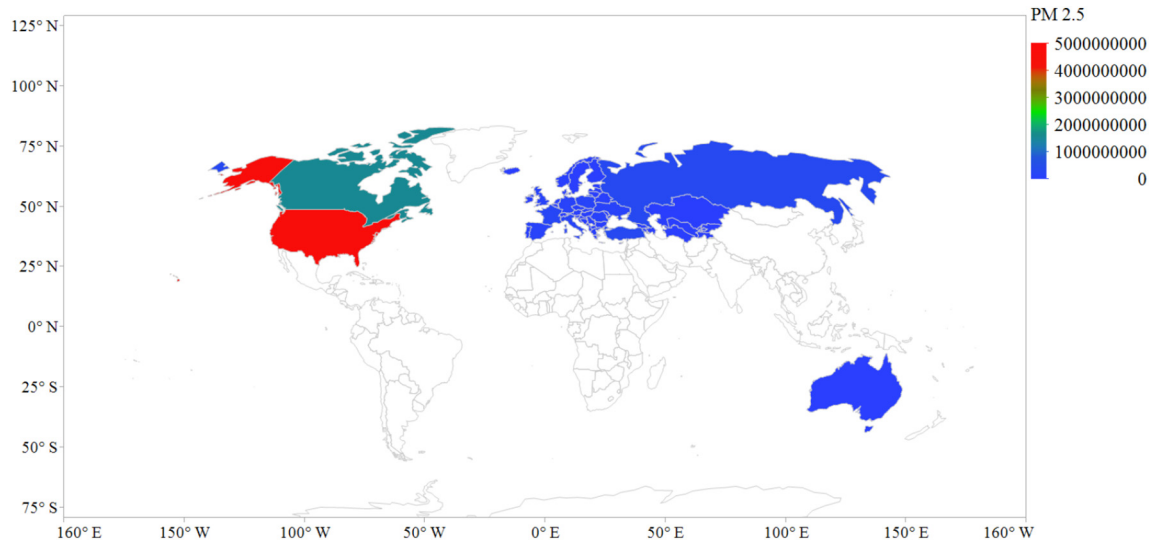 PM 2.5
125° N
100° N
75° N
50° N
25° N
0° N
25° S
50° S
75° S
5000000000
4000000000
3000000000
2000000000
1000000000
0
160° E
150° W
100° W
50° W
0° E
50° E
100° E
150° E
160° W